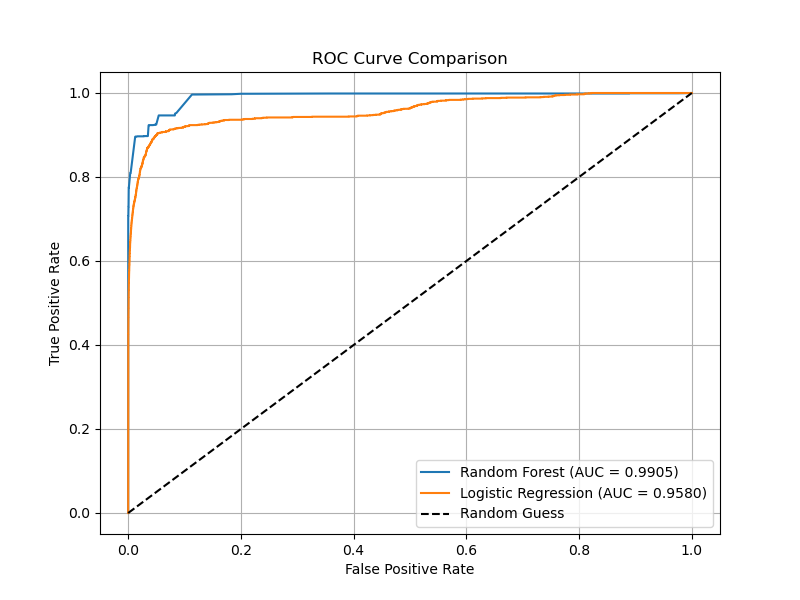 ROC Curve Comparison
True Positive Rate
1.0
0.8
0.6
0.4
0.2
0.0
Random Forest (AUC = 0.9905)
Logistic Regression (AUC = 0.9580)
Random Guess
0.0 0.2 0.4 0.6 0.8 1.0
False Positive Rate